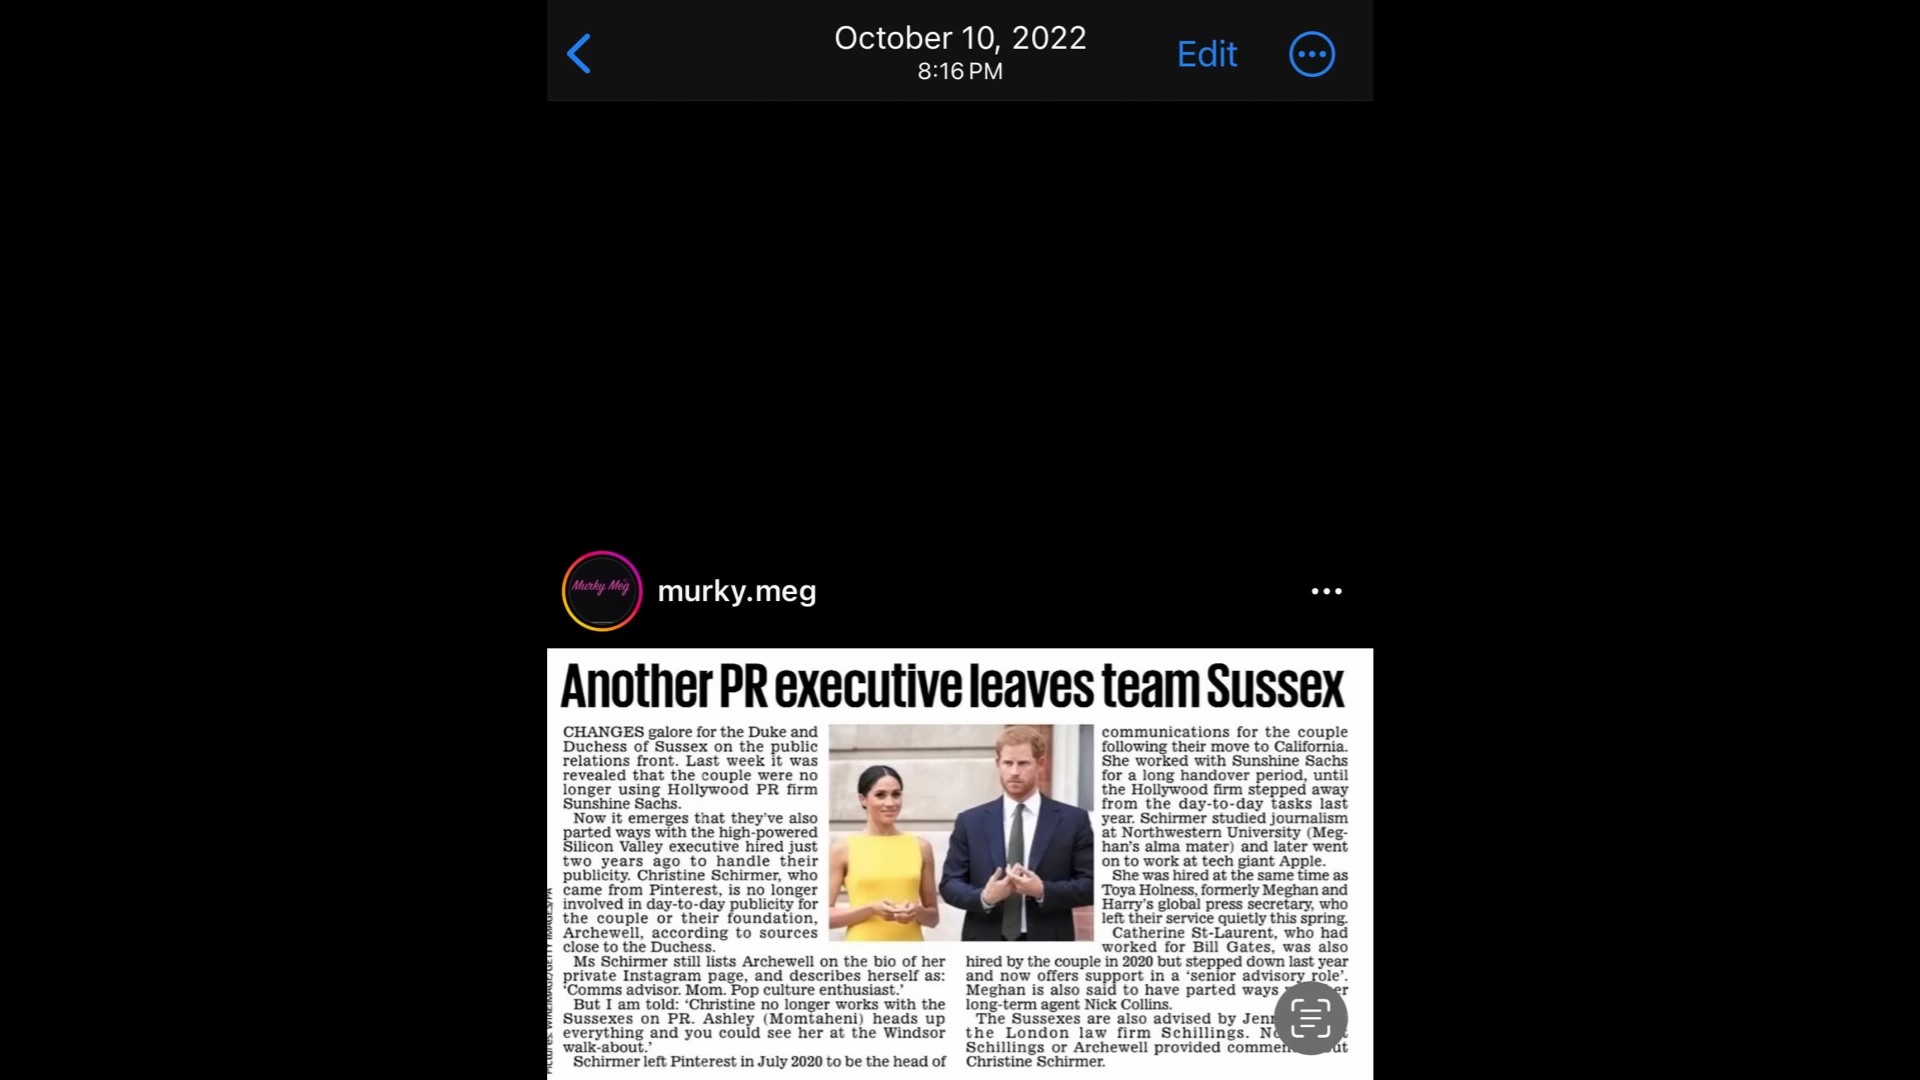 October 10, 2022
8:16 PM
Edit
Murky Meg
murky.meg
Another PR executive leaves team Sussex
CHANGES galore for the Duke and
Duchess of Sussex on the public
relations front. Last week it was
revealed that the couple were no
longer using Hollywood PR firm
Sunshine Sachs.
Now it emerges that they've also
parted ways with the high-powered
Silicon Valley executive hired just
two years ago to handle their
publicity. Christine Schirmer, who
came from Pinterest, is no longer
involved in day-to-day publicity for
the couple or their foundation,
Archewell, according to sources
close to the Duchess.
Ms Schirmer still lists Archewell on the bio of her
private Instagram page, and describes herself as:
'Comms advisor. Mom. Pop culture enthusiast.'
But I am told: 'Christine no longer works with the
Sussexes on PR. Ashley (Momtaheni) heads up
everything and you could see her at the Windsor
walk-about.'
Schirmer left Pinterest in July 2020 to be the head of
communications for the couple
following their move to California.
She worked with Sunshine Sachs
for a long handover period, until
the Hollywood firm stepped away
from the day-to-day tasks last
year. Schirmer studied journalism
at Northwestern University (Meg-
han's alma mater) and later went
on to work at tech giant Apple.
She was hired at the same time as
Toya Holness, formerly Meghan and
Harry's global press secretary, who
left their service quietly this spring.
Catherine St-Laurent, who had
worked for Bill Gates, was also
hired by the couple in 2020 but stepped down last year
and now offers support in a 'senior advisory role'.
Meghan is also said to have parted ways
long-term agent Nick Collins.
The Sussexes are also advised by
the London law firm Schillings.
Schillings or Archewell provided
Christine Schirmer.
Pictures: WIREIMAGE/GETTY IMAGES/PA